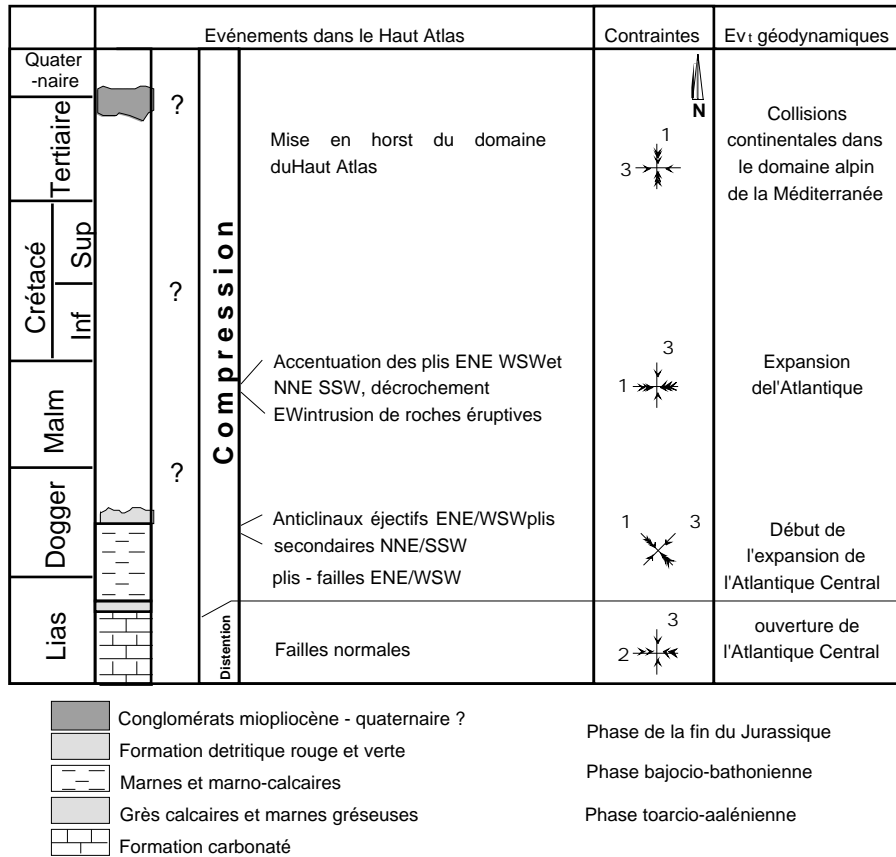 Evénements dans le Haut Atlas
Contraintes
Evt géodynamiques
Quater
-naire
Tertiaire
Crétacé
Sup
Inf
Malm
Dogger
Lias
?
?
?
Compression
Distention
Mise en horst du domaine
duHaut Atlas
N
1
3
Collisions
continentales dans
le domaine alpin
de la Méditerranée
Accentuation des plis ENE WSWet
NNE SSW, décrochement
EWintrusion de roches éruptives
3
1
Expansion
del'Atlantique
Anticlinaux éjectifs ENE/WSWplis
secondaires NNE/SSW
plis - failles ENE/WSW
1
3
Début de
l'expansion de
l'Atlantique Central
Failles normales
3
2
ouverture de
l'Atlantique Central
Conglomérats miopliocène - quaternaire ?
Formation detritique rouge et verte
Marnes et marno-calcaires
Grès calcaires et marnes gréseuses
Formation carbonaté
Phase de la fin du Jurassique
Phase bajocio-bathonienne
Phase toarcio-aalénienne